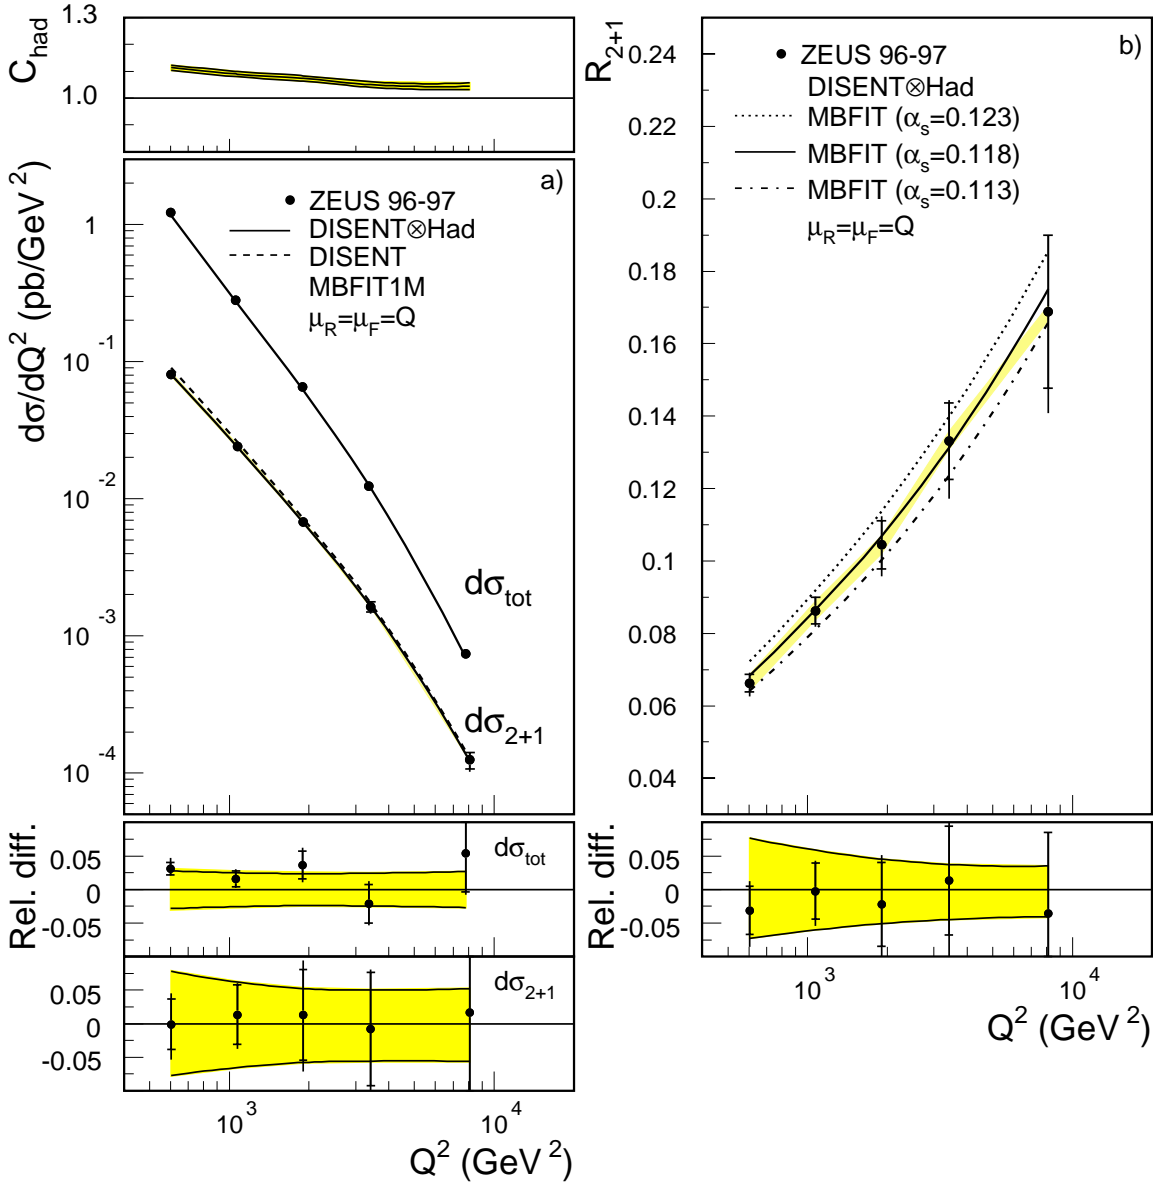 C_had
1.3
1.0
dσ/dQ² (pb/GeV²)
a)
ZEUS 96-97
DISENT⊗Had
DISENT
MBFIT1M
μ_R=μ_F=Q
1
10⁻¹
10⁻²
10⁻³
10⁻⁴
dσ_tot
dσ_2+1
Rel. diff.
0.05
0
-0.05
dσ_tot
0.05
0
-0.05
dσ_2+1
10³
10⁴
Q² (GeV²)
R_2+1
b)
ZEUS 96-97
DISENT⊗Had
MBFIT (α_s=0.123)
MBFIT (α_s=0.118)
MBFIT (α_s=0.113)
μ_R=μ_F=Q
0.24
0.22
0.2
0.18
0.16
0.14
0.12
0.1
0.08
0.06
0.04
Rel. diff.
0.05
0
-0.05
10³
10⁴
Q² (GeV²)